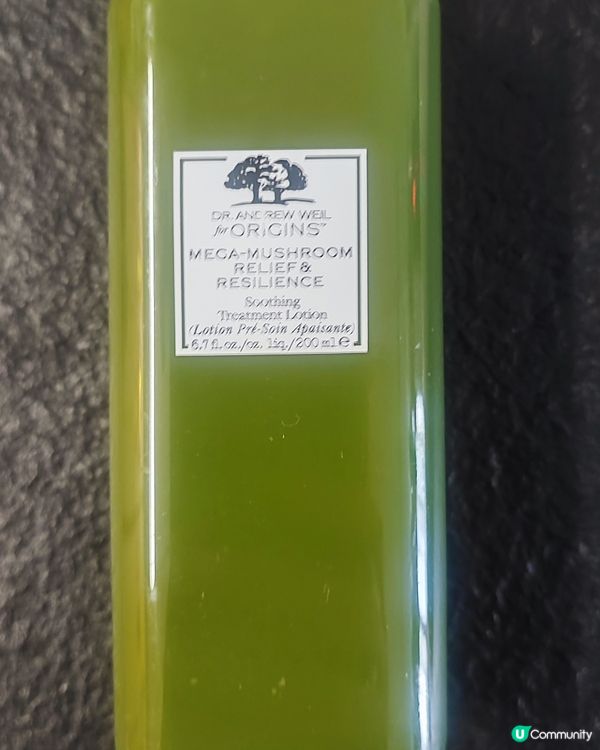 DR. ANDREW WEIL
for ORIGINS™
MEGA-MUSHROOM
RELIEF &
RESILIENCE
Soothing
Treatment Lotion
(Lotion Pré-Soin Apaisante)
6.7 fl. oz./oz. liq./200 ml e
U Community